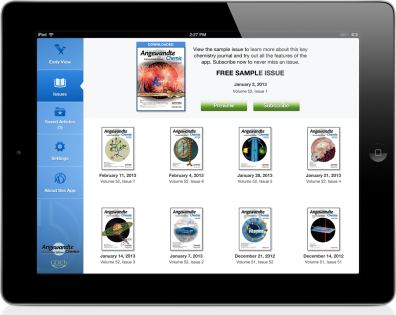 iPad
2:27 PM
Early View
Issues
Saved Articles
(0)
Settings
About this App
Angewandte
Chemie
DOWNLOADED
Angewandte
Chemie
View the sample issue to learn more about this key
chemistry journal and try out all the features of the
app. Subscribe now to never miss an issue.
FREE SAMPLE ISSUE
January 2, 2013
Volume 52, Issue 1
Preview
Subscribe
February 11, 2013
Volume 52, Issue 7
February 4, 2013
Volume 52, Issue 6
January 28, 2013
Volume 52, Issue 5
January 21, 2013
Volume 52, Issue 4
January 14, 2013
Volume 52, Issue 3
January 7, 2013
Volume 52, Issue 2
December 21, 2012
Volume 51, Issue 52
December 14, 2012
Volume 51, Issue 51